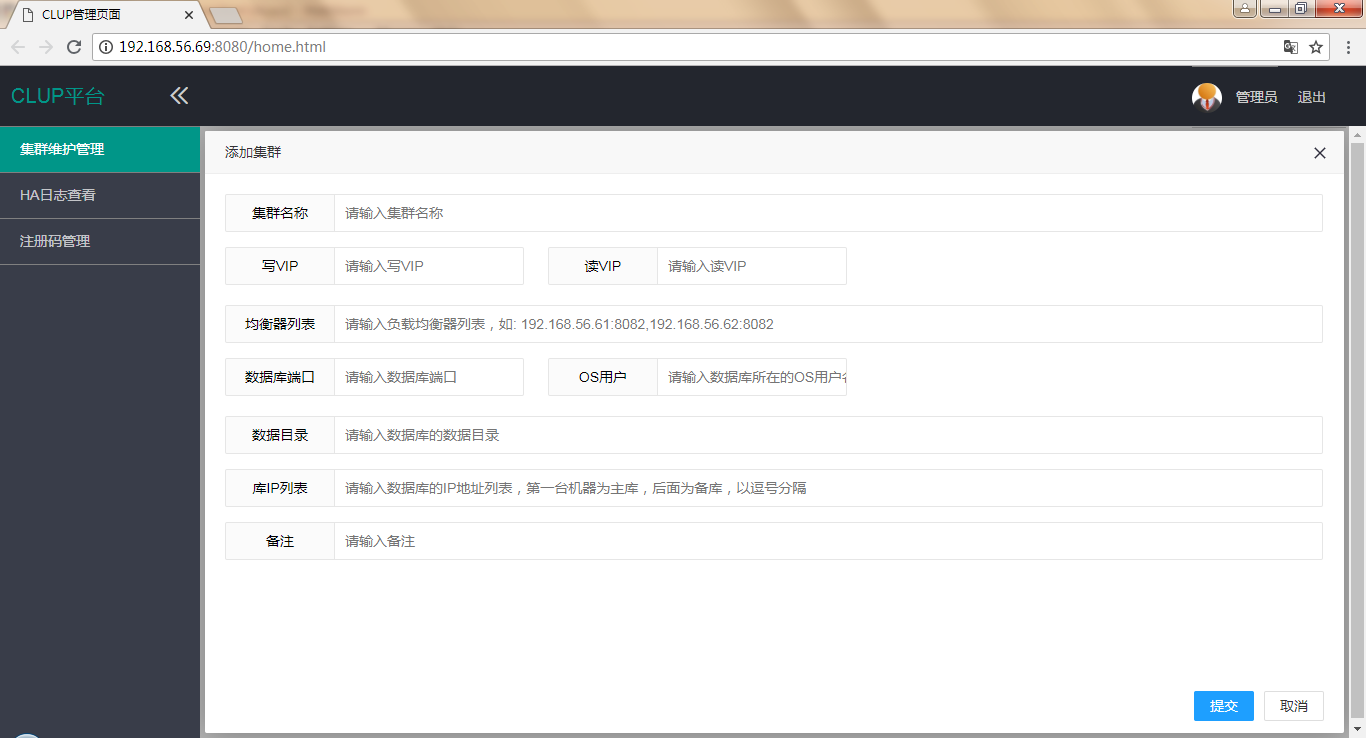 CLUP管理页面
192.168.56.69:8080/home.html
CLUP平台
管理员 退出
集群维护管理
HA日志查看
注册码管理
添加集群
集群名称 请输入集群名称
写VIP 请输入写VIP 读VIP 请输入读VIP
均衡器列表 请输入负载均衡器列表，如: 192.168.56.61:8082,192.168.56.62:8082
数据库端口 请输入数据库端口 OS用户 请输入数据库所在的OS用户
数据目录 请输入数据库的数据目录
库IP列表 请输入数据库的IP地址列表，第一台机器为主库，后面为备库，以逗号分隔
备注 请输入备注
提交 取消